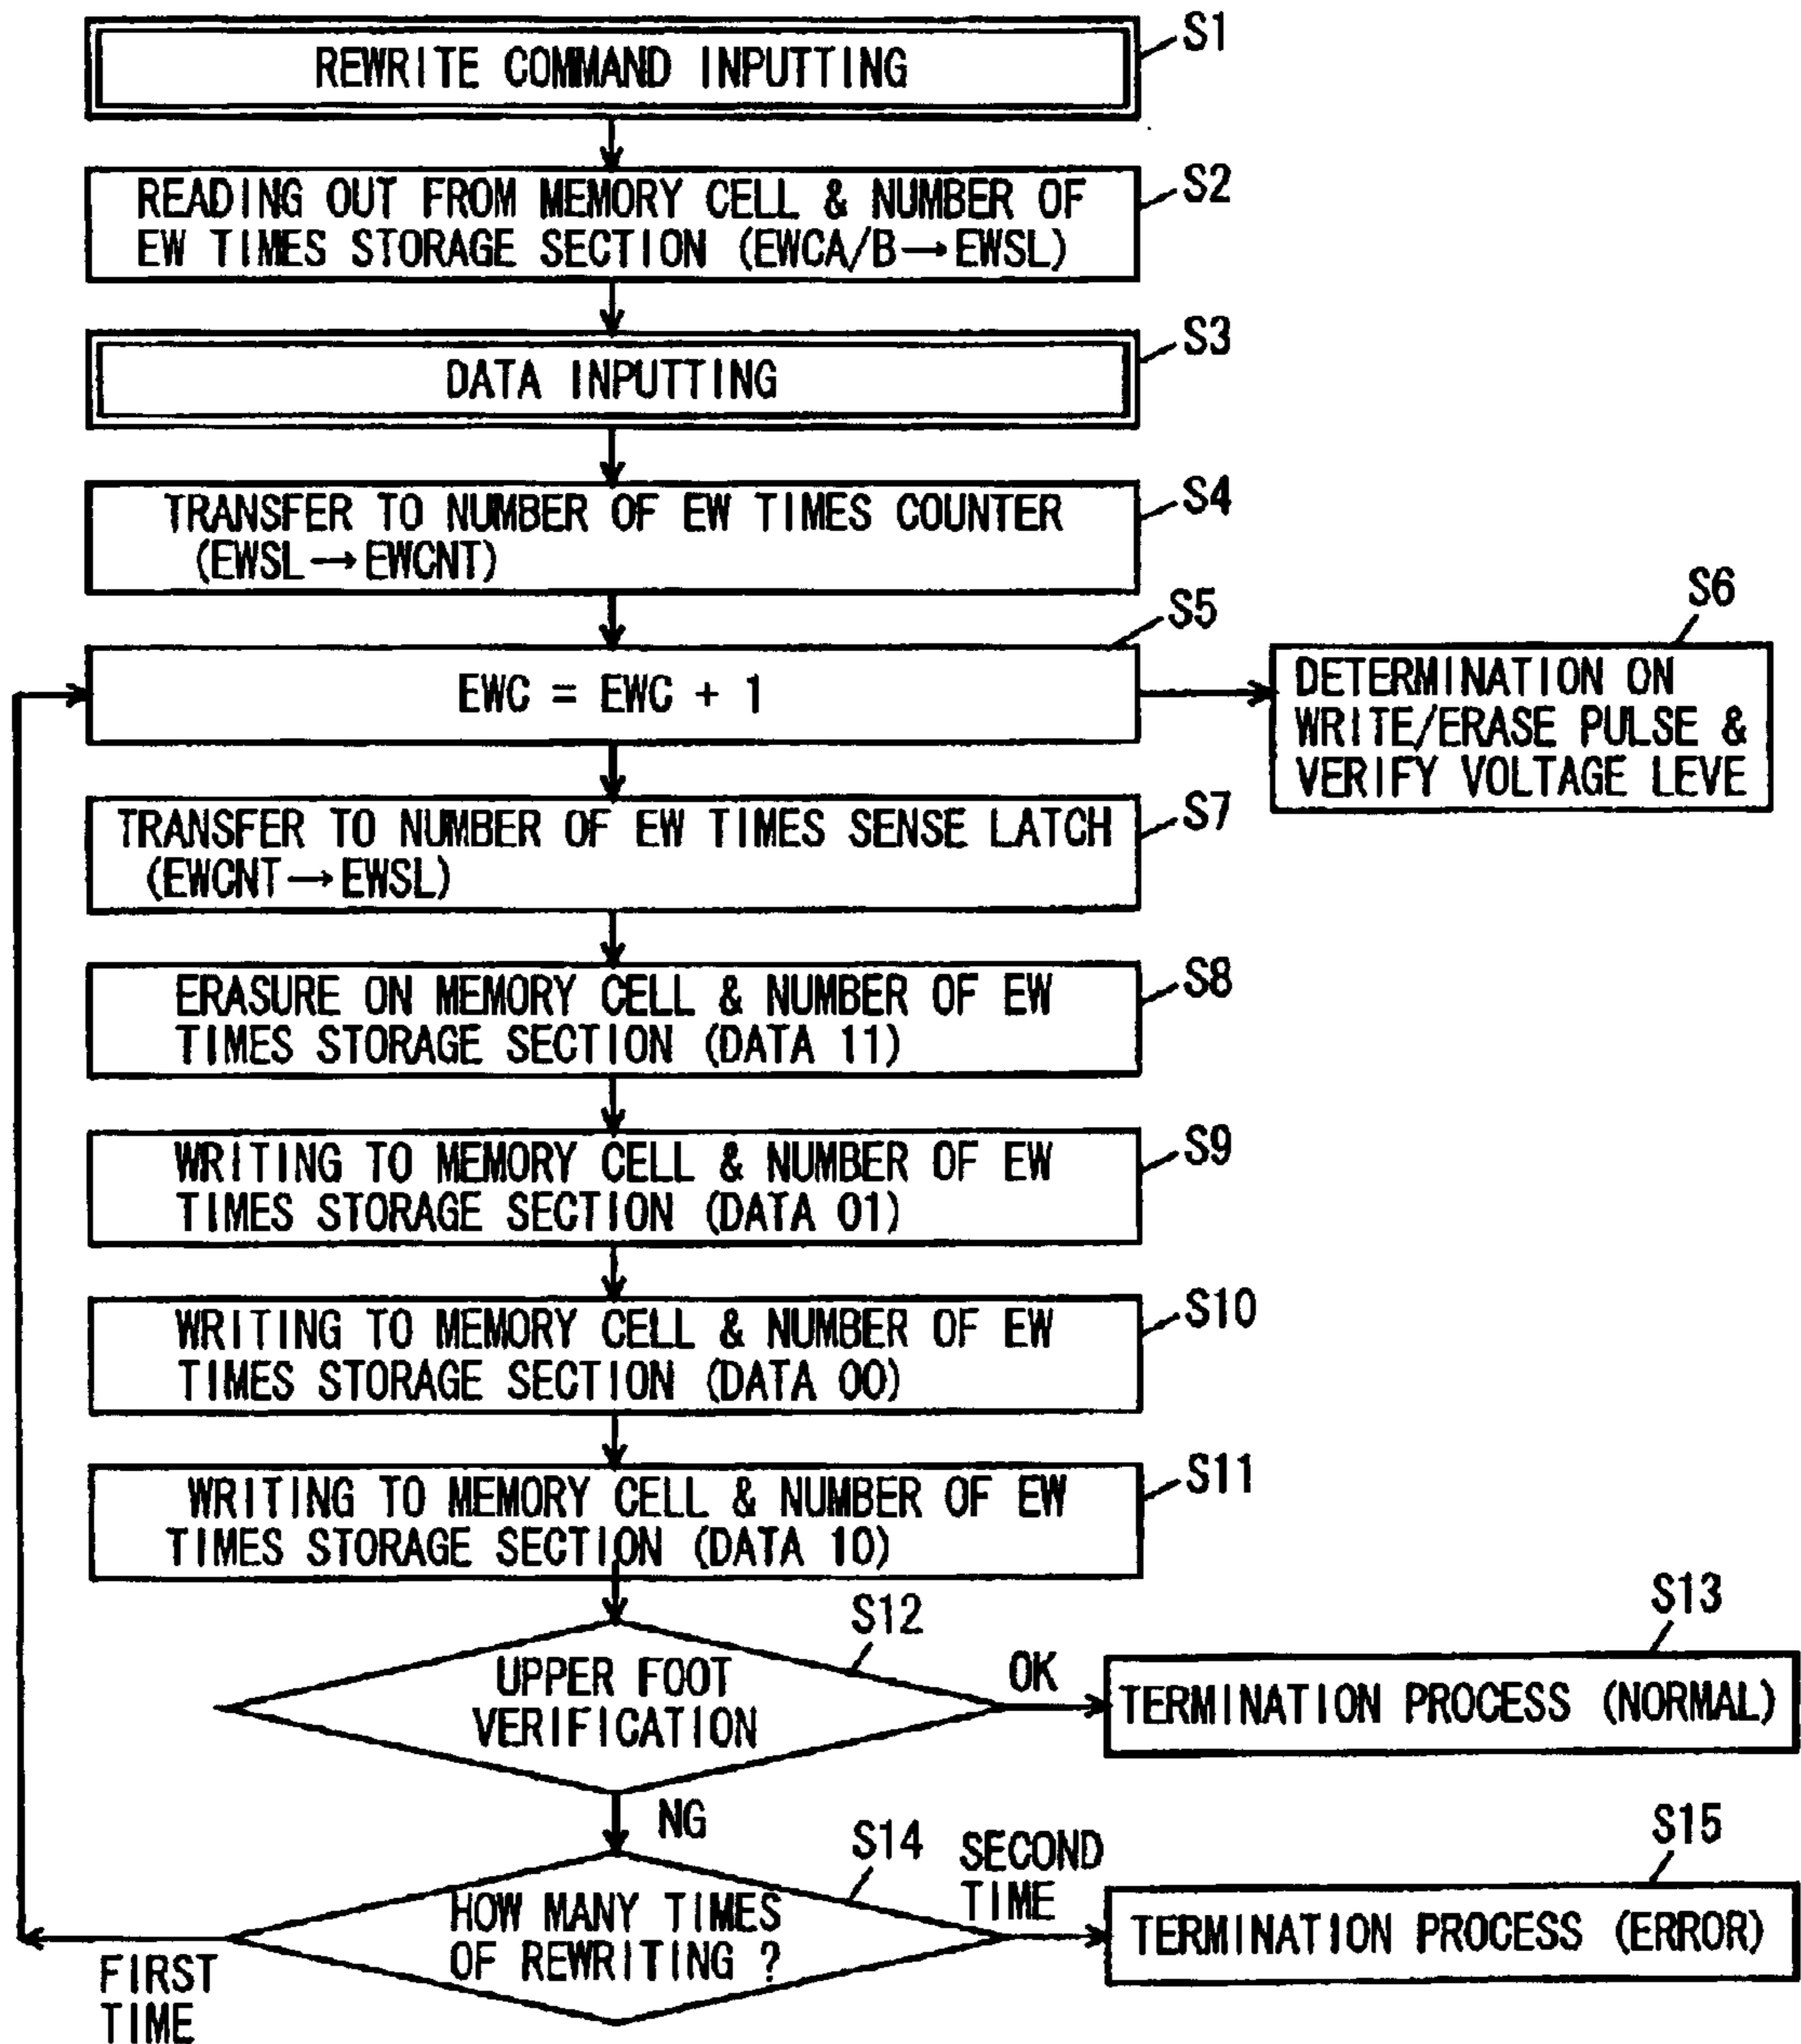 REWRITE COMMAND INPUTTING
S1
READING OUT FROM MEMORY CELL & NUMBER OF
EW TIMES STORAGE SECTION (EWCA/B→EWSL)
S2
DATA INPUTTING
S3
TRANSFER TO NUMBER OF EW TIMES COUNTER
(EWSL→EWCNT)
S4
EWC = EWC + 1
S5
DETERMINATION ON
WRITE/ERASE PULSE &
VERIFY VOLTAGE LEVE
S6
TRANSFER TO NUMBER OF EW TIMES SENSE LATCH
(EWCNT→EWSL)
S7
ERASURE ON MEMORY CELL & NUMBER OF EW
TIMES STORAGE SECTION (DATA 11)
S8
WRITING TO MEMORY CELL & NUMBER OF EW
TIMES STORAGE SECTION (DATA 01)
S9
WRITING TO MEMORY CELL & NUMBER OF EW
TIMES STORAGE SECTION (DATA 00)
S10
WRITING TO MEMORY CELL & NUMBER OF EW
TIMES STORAGE SECTION (DATA 10)
S11
UPPER FOOT
VERIFICATION
S12
OK
TERMINATION PROCESS (NORMAL)
S13
NG
HOW MANY TIMES
OF REWRITING ?
S14
SECOND
TIME
TERMINATION PROCESS (ERROR)
S15
FIRST
TIME